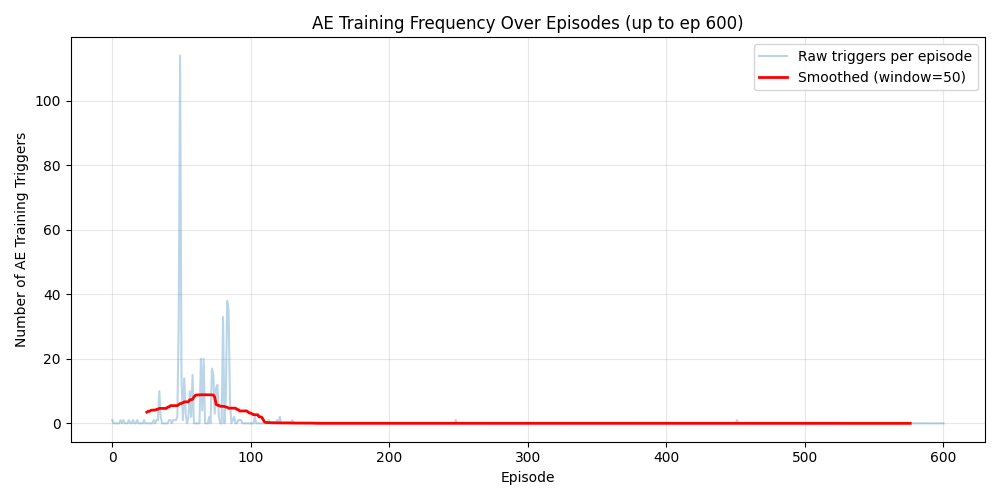 AE Training Frequency Over Episodes (up to ep 600)
Raw triggers per episode
Smoothed (window=50)
Number of AE Training Triggers
100
80
60
40
20
0
0 100 200 300 400 500 600
Episode